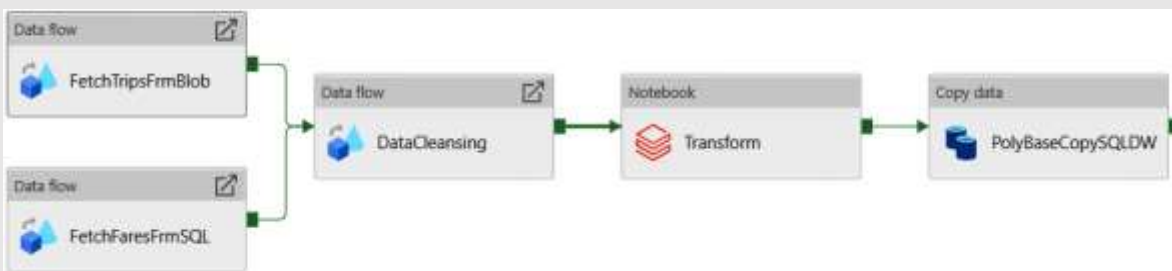 Data flow
FetchTripsFrmBlob
Data flow
FetchFaresFrmSQL
Data flow
DataCleansing
Notebook
Transform
Copy data
PolyBaseCopySQLDW